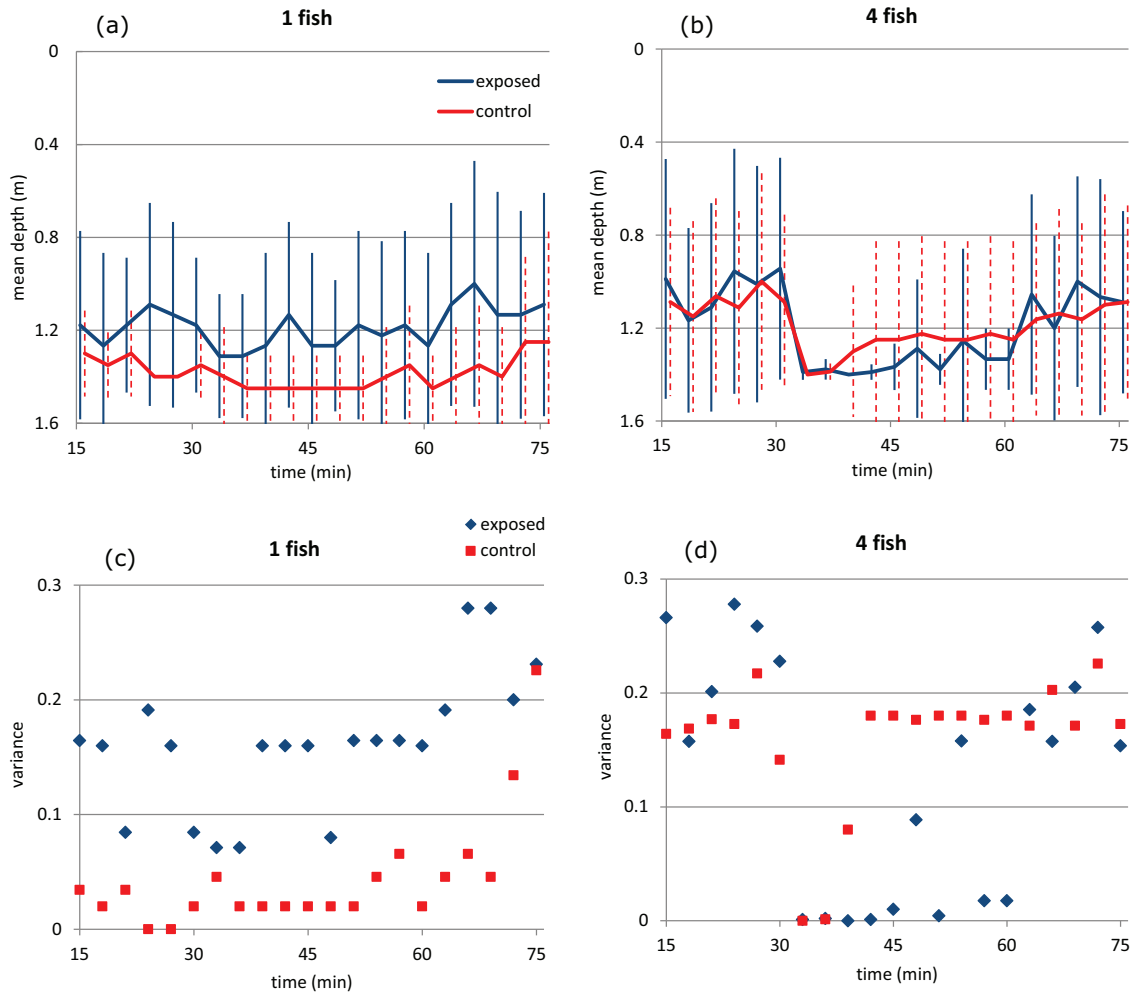 (a)
1 fish
0
0.4
0.8
1.2
1.6
mean depth (m)
exposed
control
15
30
45
60
75
time (min)
(b)
4 fish
0
0.4
0.8
1.2
1.6
mean depth (m)
15
30
45
60
75
time (min)
exposed
control
(c)
1 fish
0.3
0.2
0.1
0
variance
15
30
45
60
75
time (min)
(d)
4 fish
0.3
0.2
0.1
0
variance
15
30
45
60
75
time (min)